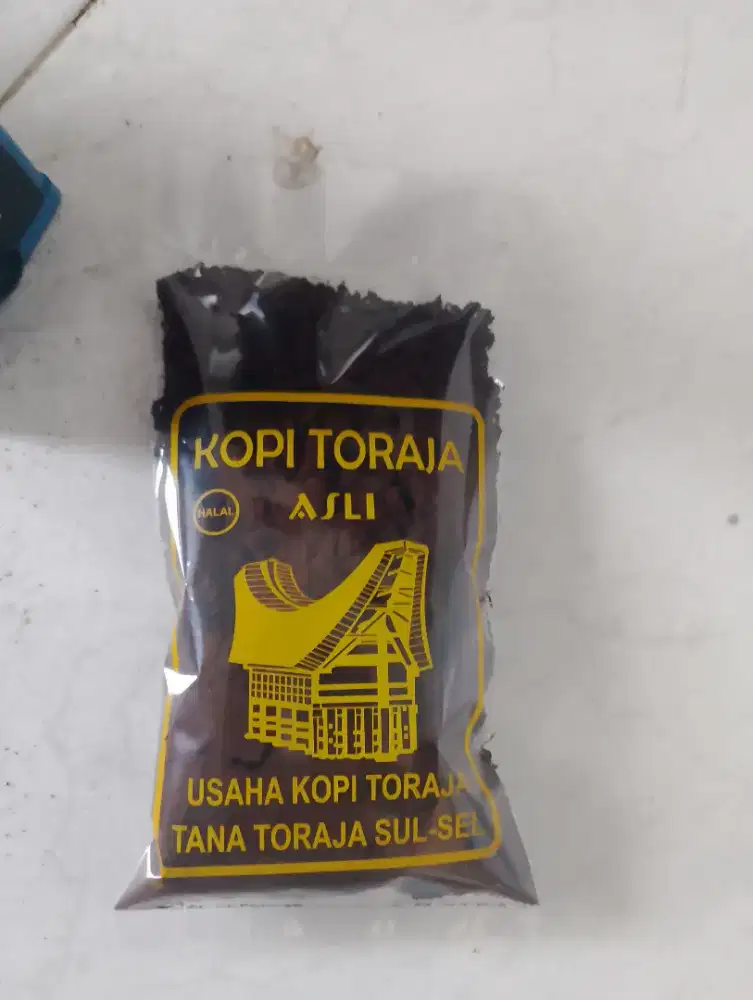 KOPI TORAJA
HALAL
ASLI
USAHA KOPI TORAJA
TANA TORAJA SUL-SEL